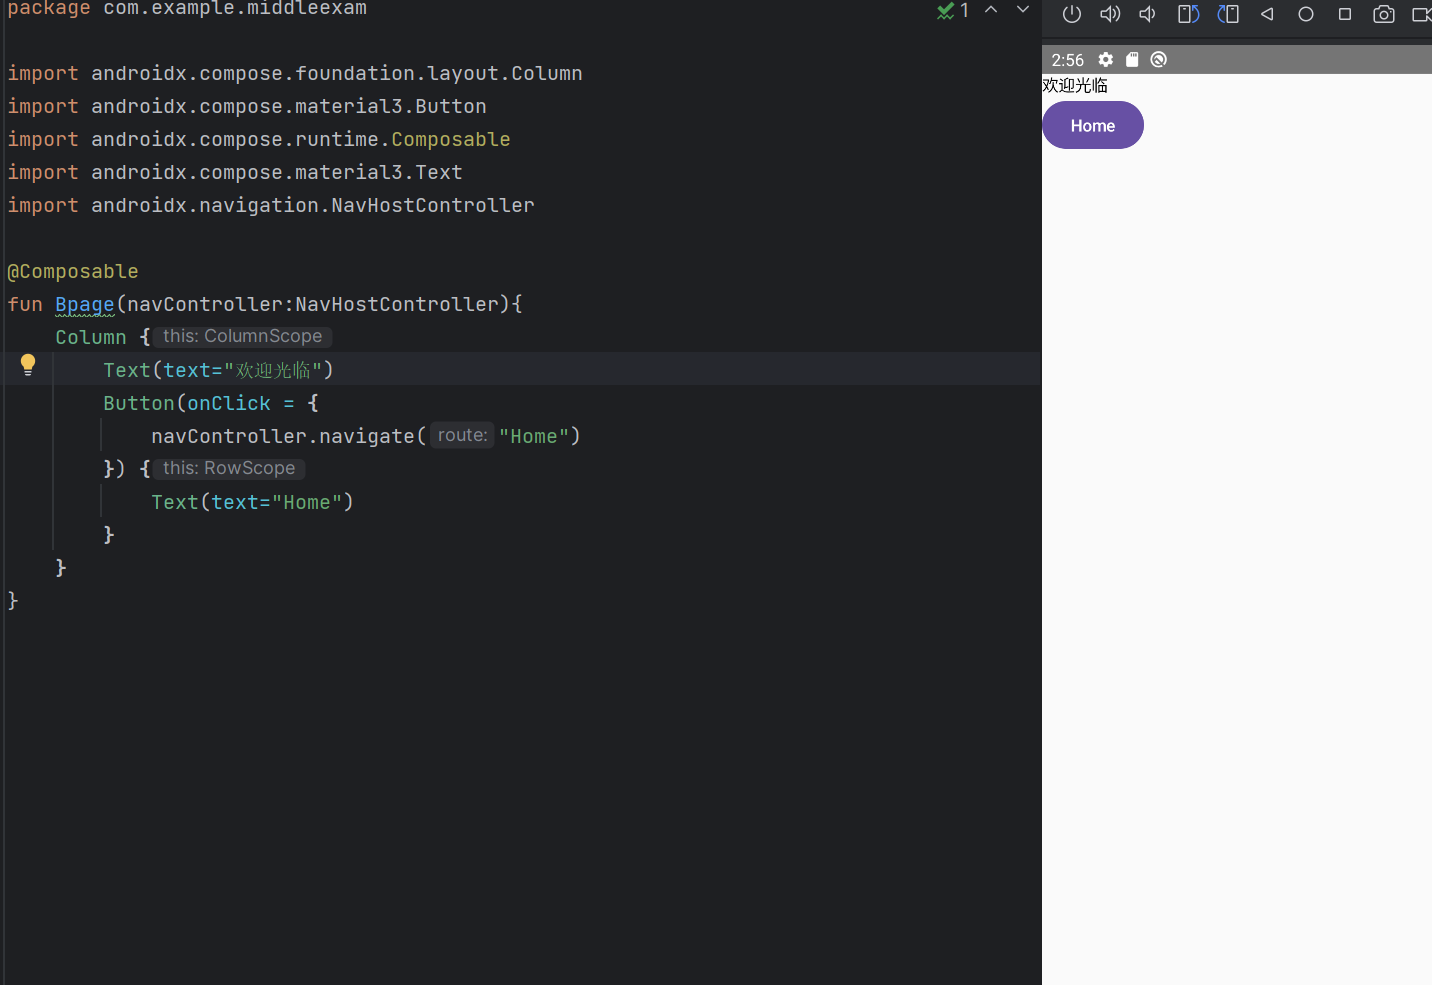 package com.example.middleexam
1
import androidx.compose.foundation.layout.Column
import androidx.compose.material3.Button
import androidx.compose.runtime.Composable
import androidx.compose.material3.Text
import androidx.navigation.NavHostController
@Composable
fun Bpage(navController:NavHostController){
Column { this: ColumnScope
Text(text="欢迎光临")
Button(onClick = {
navController.navigate( route: "Home")
}) { this: RowScope
Text(text="Home")
}
}
}
2:56
欢迎光临
Home